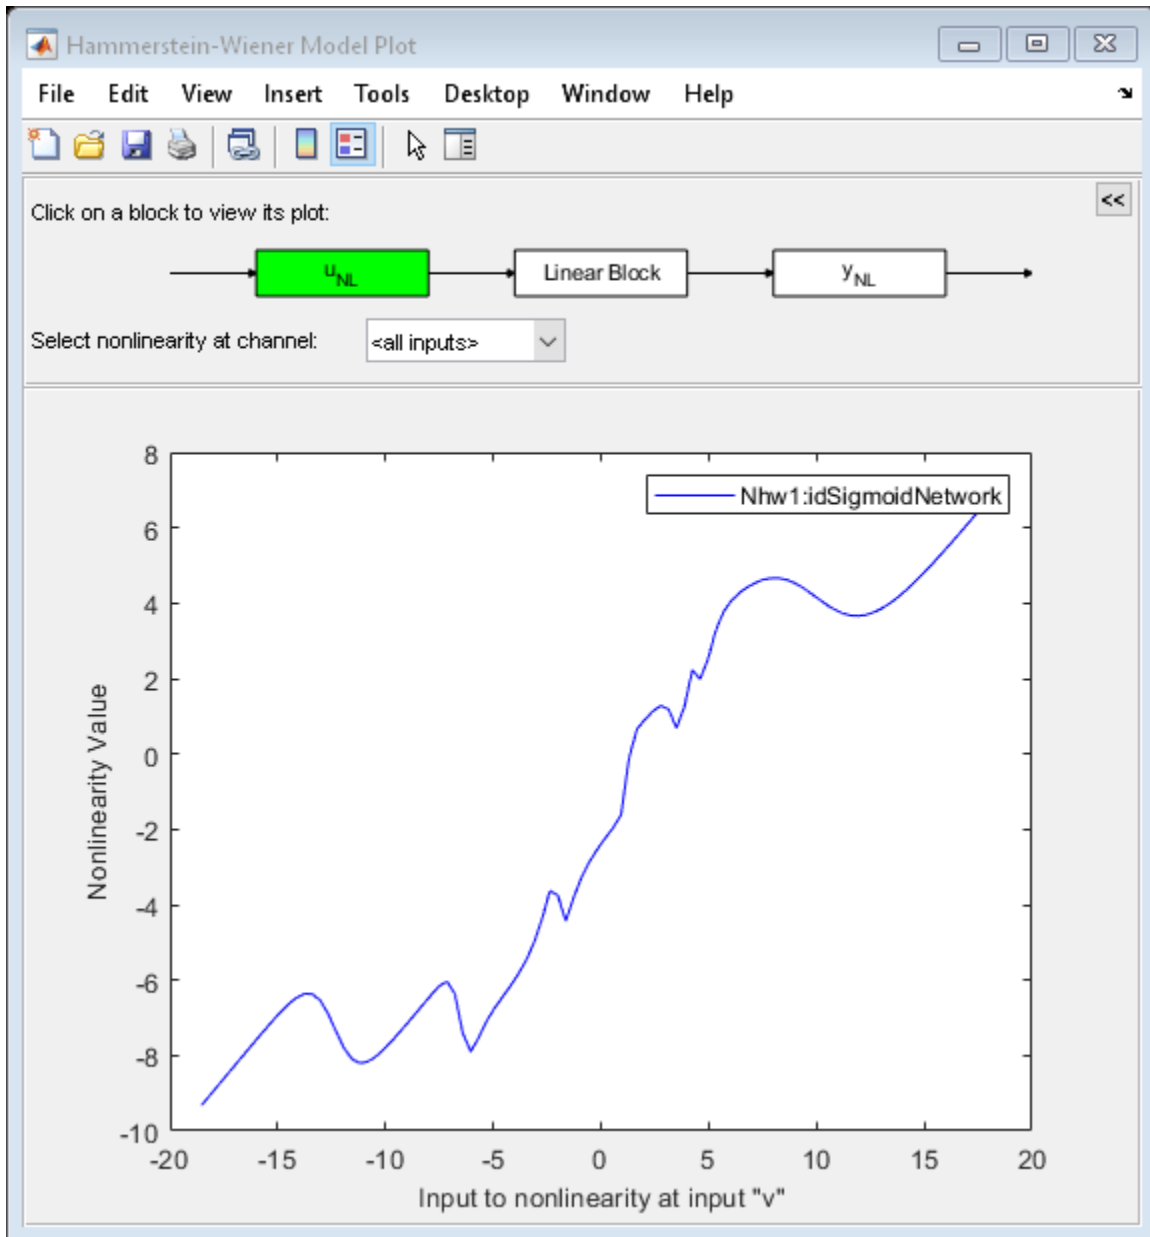 Hammerstein-Wiener Model Plot
File Edit View Insert Tools Desktop Window Help
Click on a block to view its plot:
<<
uNL Linear Block yNL
Select nonlinearity at channel: <all inputs>
8
Nhw1:idSigmoidNetwork
6
4
2
0
-2
-4
-6
-8
-10
Nonlinearity Value
-20 -15 -10 -5 0 5 10 15 20
Input to nonlinearity at input "v"